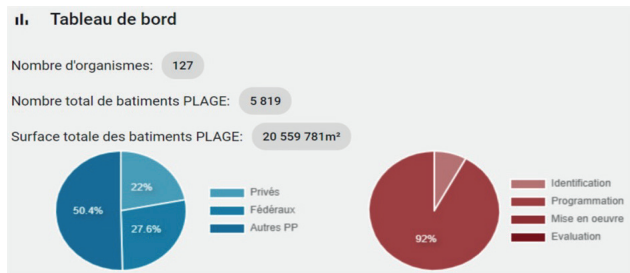 Tableau de bord
Nombre d'organismes: 127
Nombre total de batiments PLAGE: 5 819
Surface totale des batiments PLAGE: 20 559 781m²
22%
50.4%
27.6%
Privés
Fédéraux
Autres PP
92%
Identification
Programmation
Mise en oeuvre
Evaluation